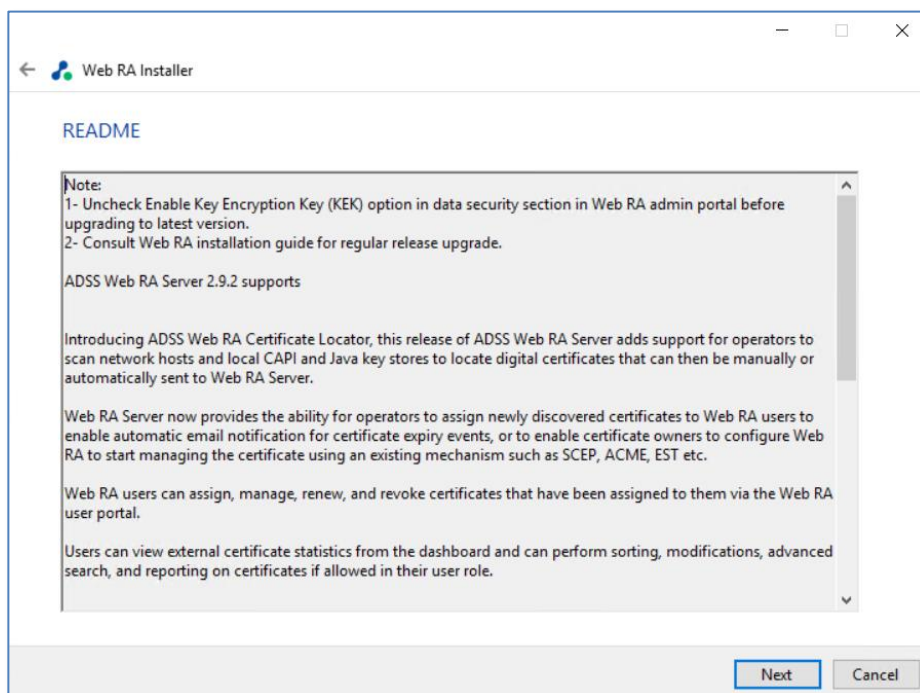 Web RA Installer
README
Note:
1- Uncheck Enable Key Encryption Key (KEK) option in data security section in Web RA admin portal before
upgrading to latest version.
2- Consult Web RA installation guide for regular release upgrade.
ADSS Web RA Server 2.9.2 supports
Introducing ADSS Web RA Certificate Locator, this release of ADSS Web RA Server adds support for operators to
scan network hosts and local CAPI and Java key stores to locate digital certificates that can then be manually or
automatically sent to Web RA Server.
Web RA Server now provides the ability for operators to assign newly discovered certificates to Web RA users to
enable automatic email notification for certificate expiry events, or to enable certificate owners to configure Web
RA to start managing the certificate using an existing mechanism such as SCEP, ACME, EST etc.
Web RA users can assign, manage, renew, and revoke certificates that have been assigned to them via the Web RA
user portal.
Users can view external certificate statistics from the dashboard and can perform sorting, modifications, advanced
search, and reporting on certificates if allowed in their user role.
Next Cancel